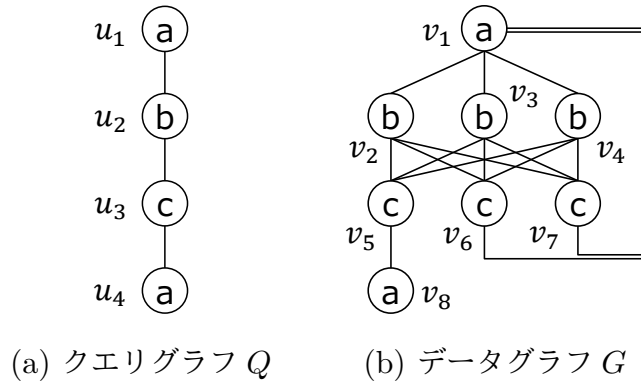 u₁ a
u₂ b
u₃ c
u₄ a
(a) クエリグラフ Q
v₁ a
b b b
v₂ v₃ v₄
c c c
v₅ v₆ v₇
a v₈
(b) データグラフ G